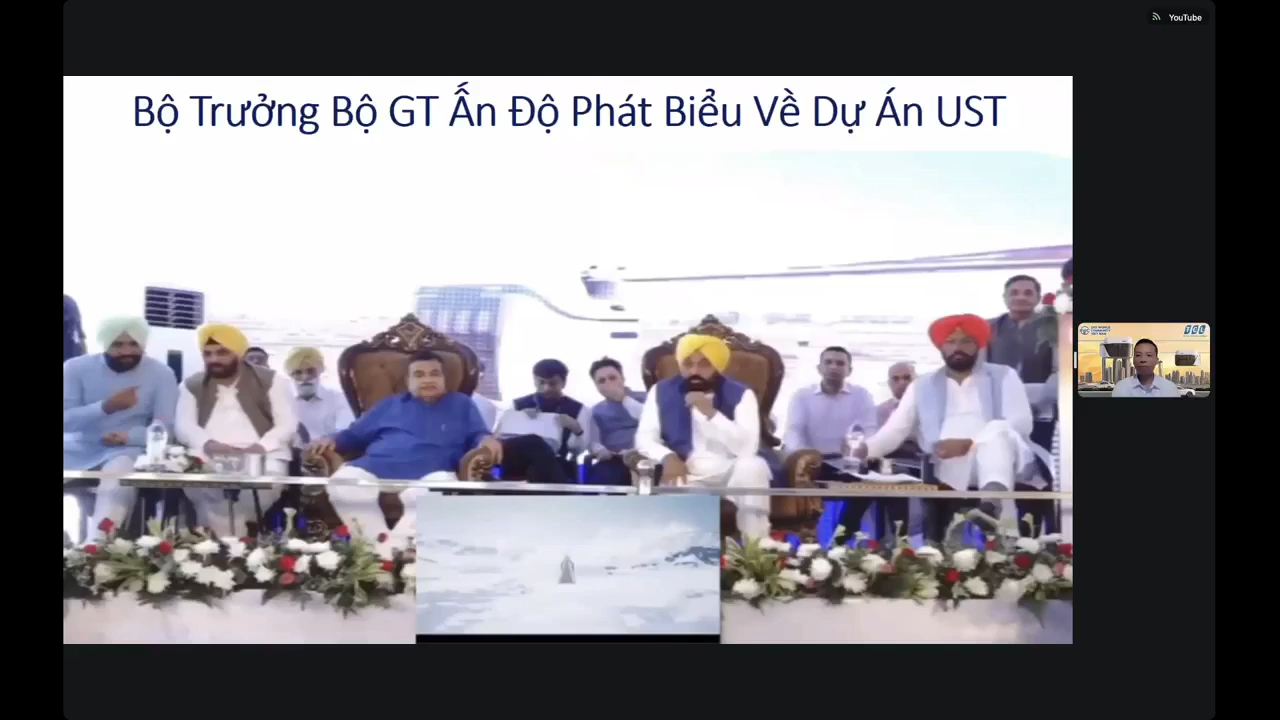 YouTube
Bộ Trưởng Bộ GT Ấn Độ Phát Biểu Về Dự Án UST